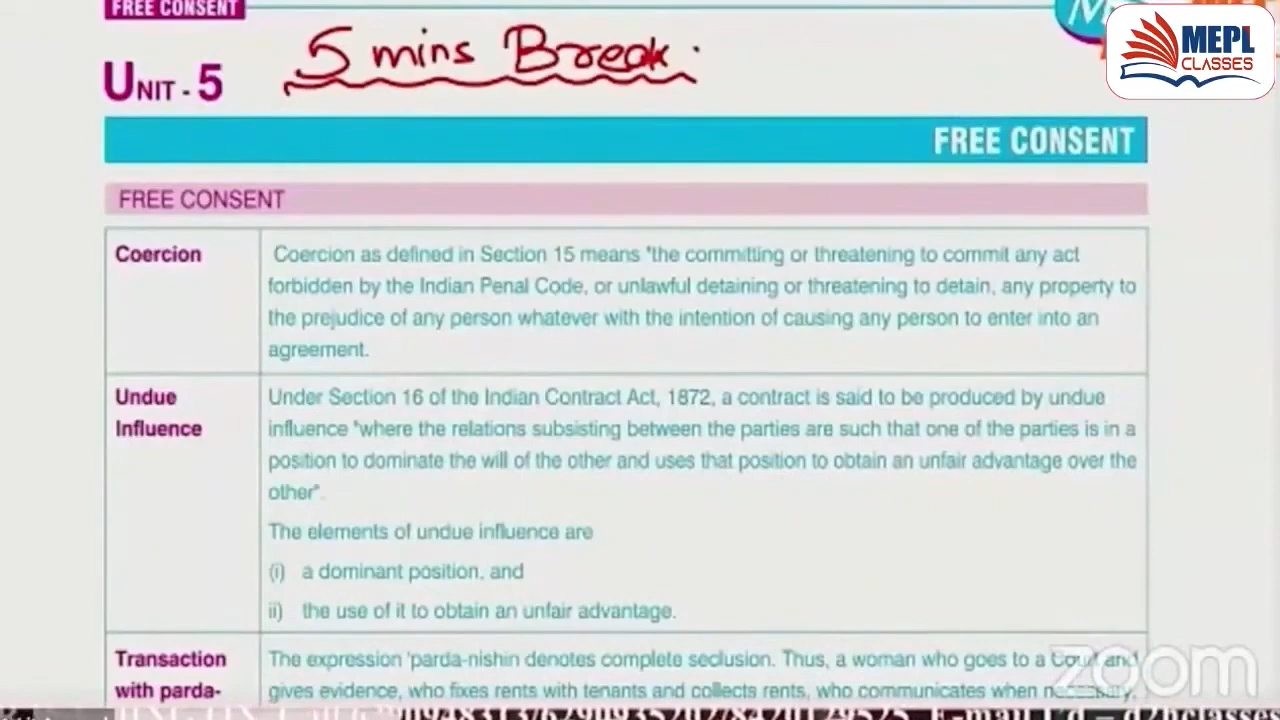 FREE CONSENT
5 mins Break.
UNIT - 5
MEPL
CLASSES
FREE CONSENT
FREE CONSENT
Coercion
Coercion as defined in Section 15 means "the committing or threatening to commit any act
forbidden by the Indian Penal Code, or unlawful detaining or threatening to detain, any property to
the prejudice of any person whatever with the intention of causing any person to enter into an
agreement.
Undue
Influence
Under Section 16 of the Indian Contract Act, 1872, a contract is said to be produced by undue
influence "where the relations subsisting between the parties are such that one of the parties is in a
position to dominate the will of the other and uses that position to obtain an unfair advantage over the
other".
The elements of undue influence are
(i) a dominant position, and
ii) the use of it to obtain an unfair advantage.
Transaction
with parda-
The expression 'parda-nishin denotes complete seclusion. Thus, a woman who goes to a Court and
gives evidence, who fixes rents with tenants and collects rents, who communicates when necessary,
zoom